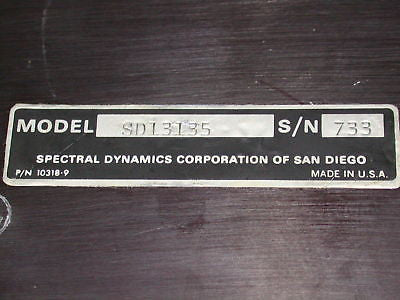 MODEL SD13135 S/N 733
SPECTRAL DYNAMICS CORPORATION OF SAN DIEGO
P/N 10318-9 MADE IN U.S.A.